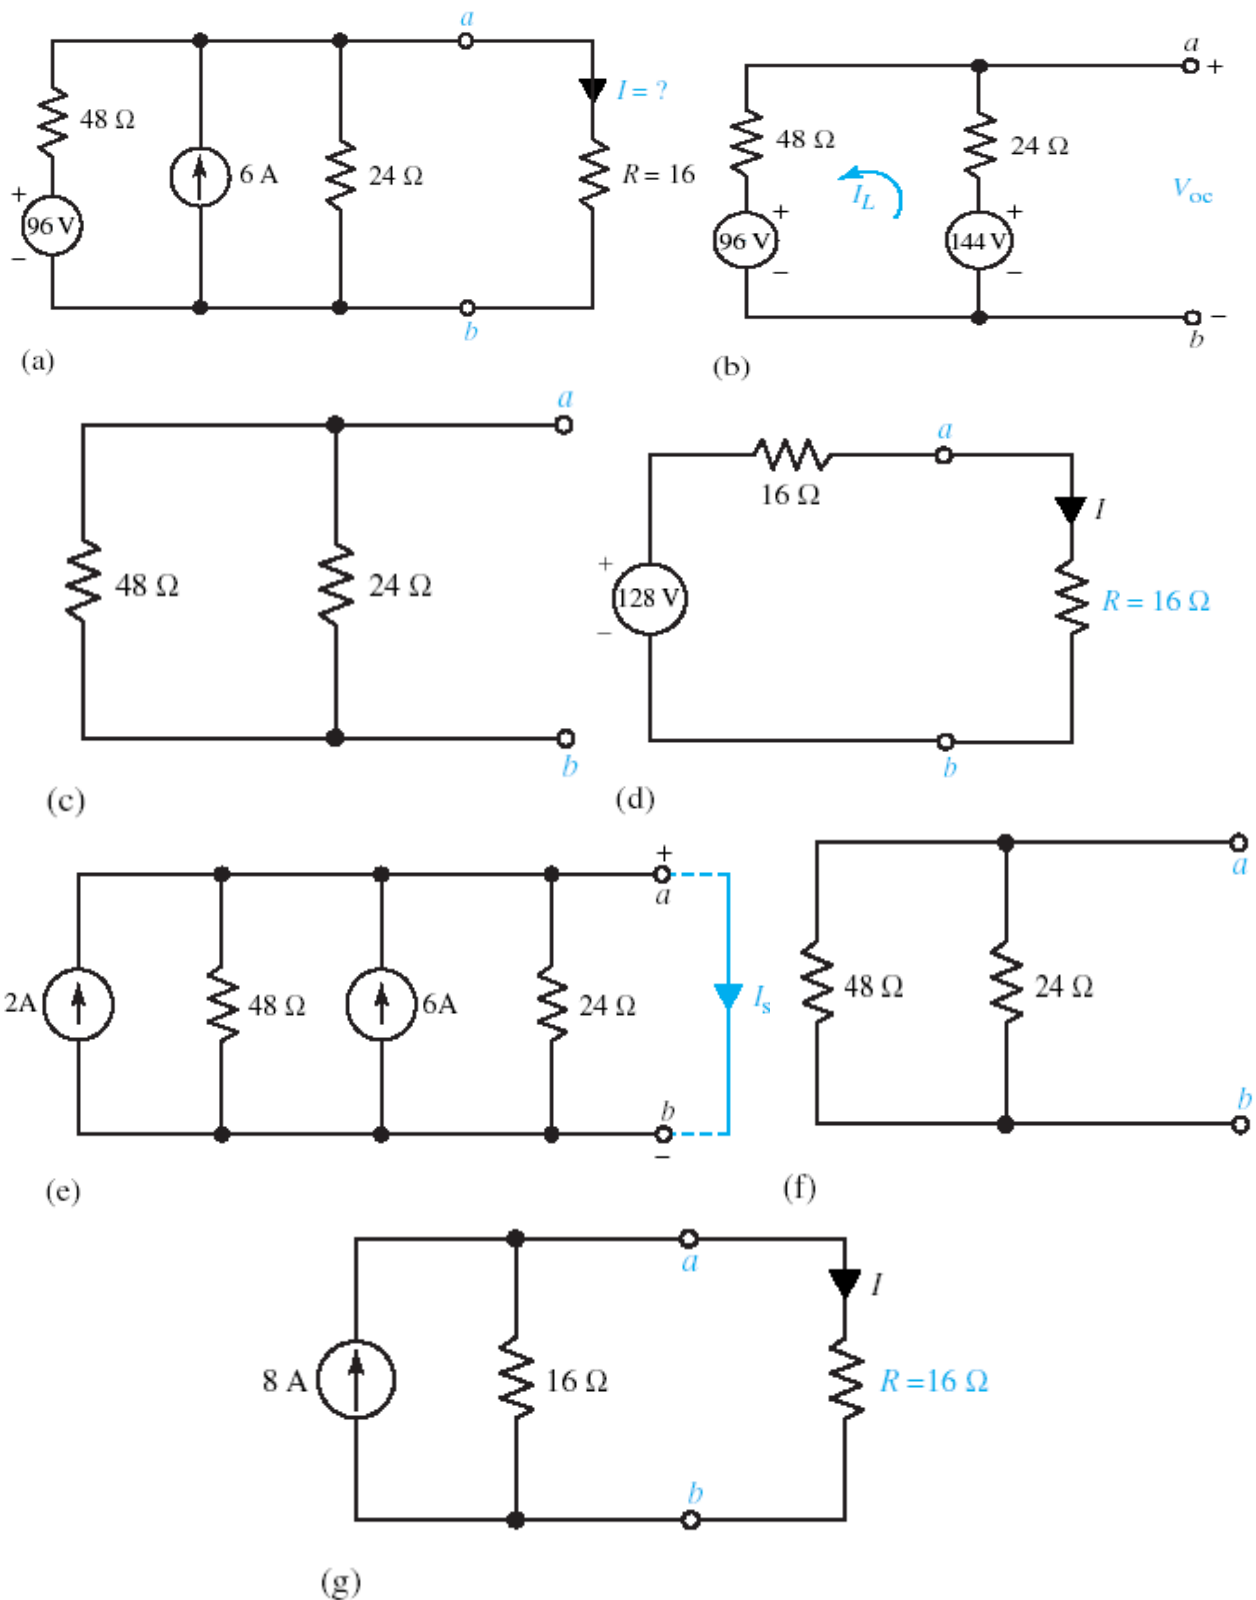 a
48 Ω
+
96 V
−
6 A
24 Ω
I = ?
R = 16
b
(a)
a
+
48 Ω
24 Ω
I_L
V_oc
+
96 V
−
+
144 V
−
−
b
(b)
a
48 Ω
24 Ω
b
(c)
a
16 Ω
I
+
128 V
−
R = 16 Ω
b
(d)
+
a
2A
48 Ω
6A
24 Ω
I_s
b
−
(e)
a
48 Ω
24 Ω
b
(f)
a
I
8 A
16 Ω
R =16 Ω
b
(g)